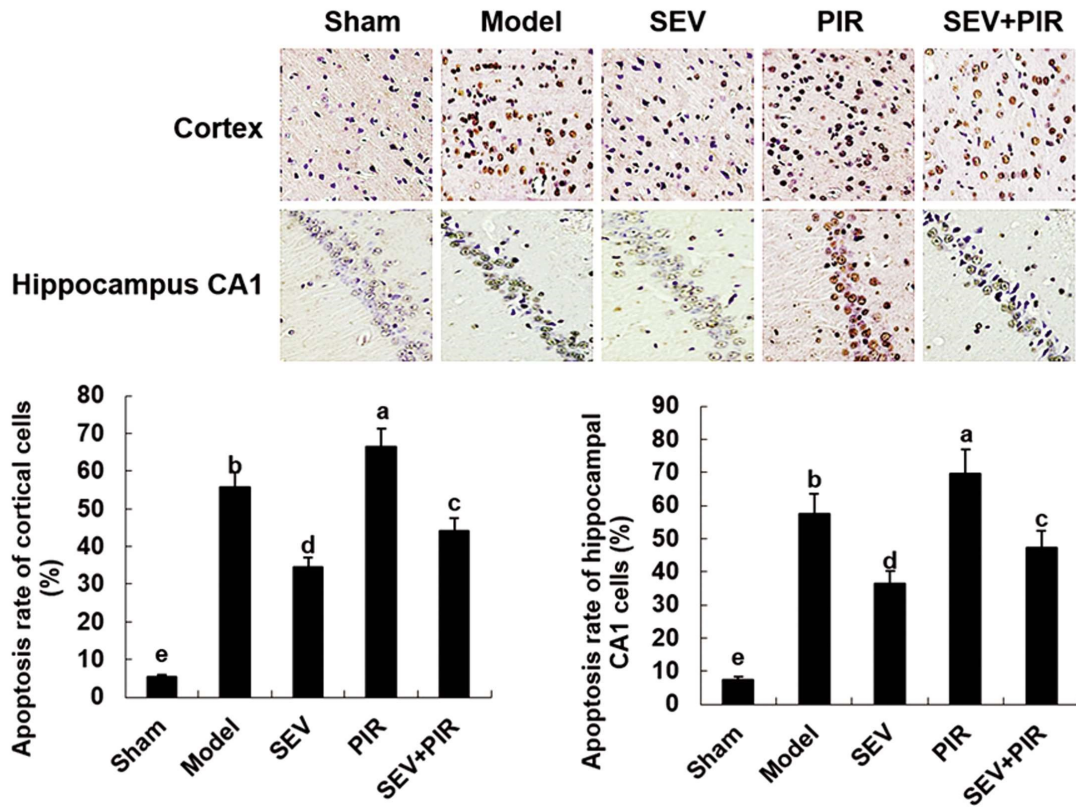 Sham Model SEV PIR SEV+PIR
Cortex
Hippocampus CA1
Apoptosis rate of cortical cells
(%)
80
70
60
50
40
30
20
10
0
e
b
d
a
c
Sham
Model
SEV
PIR
SEV+PIR
Apoptosis rate of hippocampal
CA1 cells (%)
90
80
70
60
50
40
30
20
10
0
e
b
d
a
c
Sham
Model
SEV
PIR
SEV+PIR